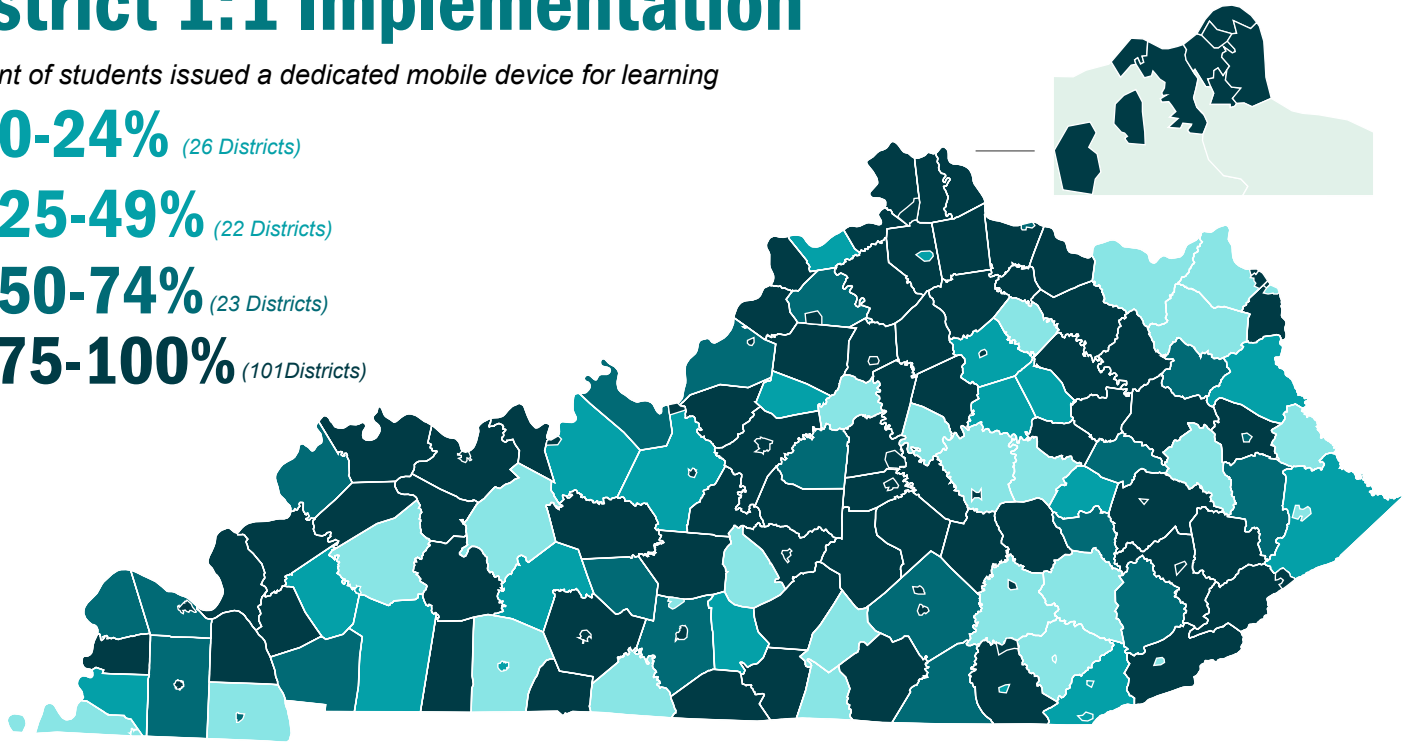 strict 1:1 Implementation
nt of students issued a dedicated mobile device for learning
0-24% (26 Districts)
25-49% (22 Districts)
50-74% (23 Districts)
75-100% (101Districts)